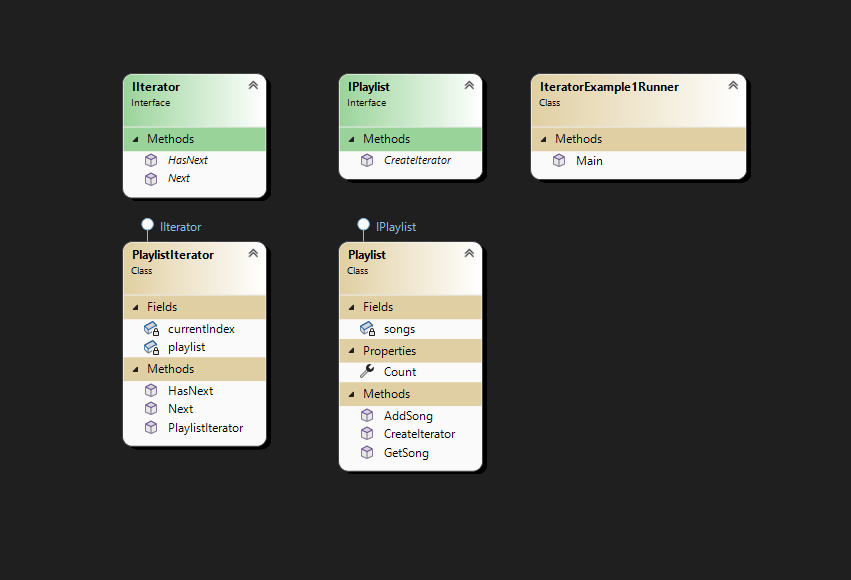 IIterator
Interface
Methods
HasNext
Next
IPlaylist
Interface
Methods
CreateIterator
IteratorExample1Runner
Class
Methods
Main
IIterator
PlaylistIterator
Class
Fields
currentIndex
playlist
Methods
HasNext
Next
PlaylistIterator
IPlaylist
Playlist
Class
Fields
songs
Properties
Count
Methods
AddSong
CreateIterator
GetSong